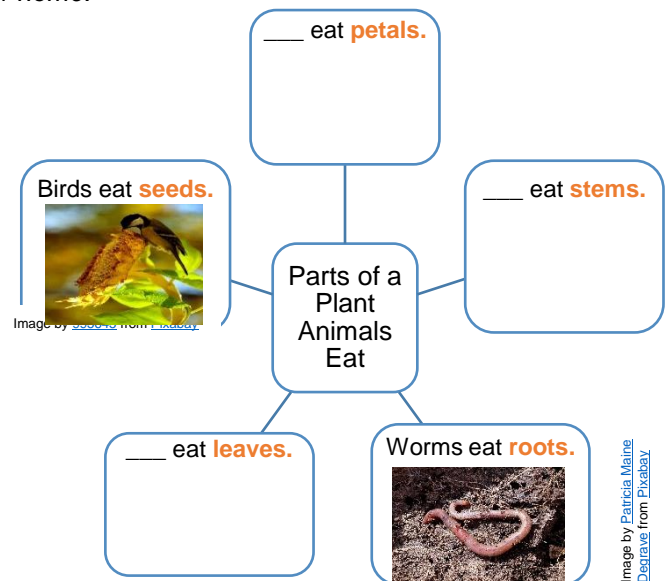 ___ eat petals.
Birds eat seeds.
___ eat stems.
Parts of a
Plant
Animals
Eat
Image by
from Pixabay
___ eat leaves.
Worms eat roots.
Image by Patricia Maine
Degrave from Pixabay